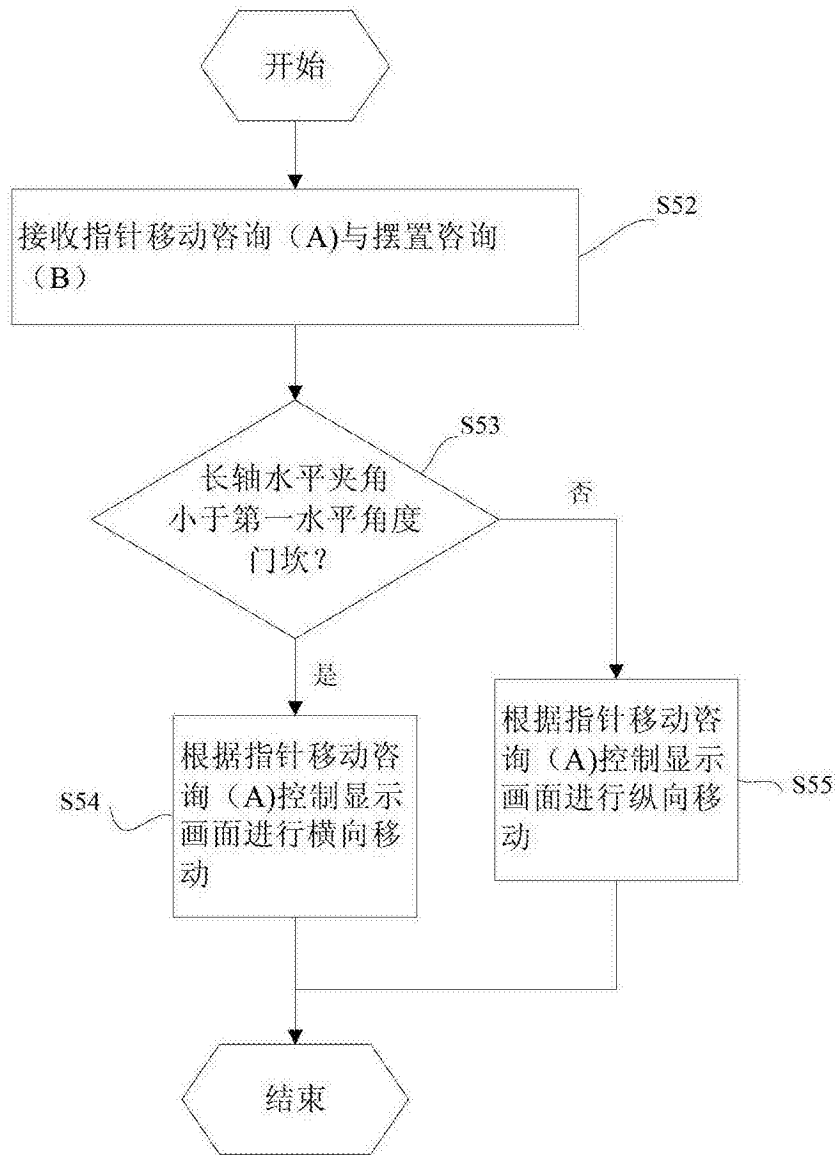 开始
S52
接收指针移动咨询（A)与摆置咨询
（B）
S53
长轴水平夹角
小于第一水平角度
门坎?
否
是
S54
根据指针移动咨
询（A)控制显示
画面进行横向移
动
根据指针移动咨
询（A)控制显示
画面进行纵向移
动
S55
结束